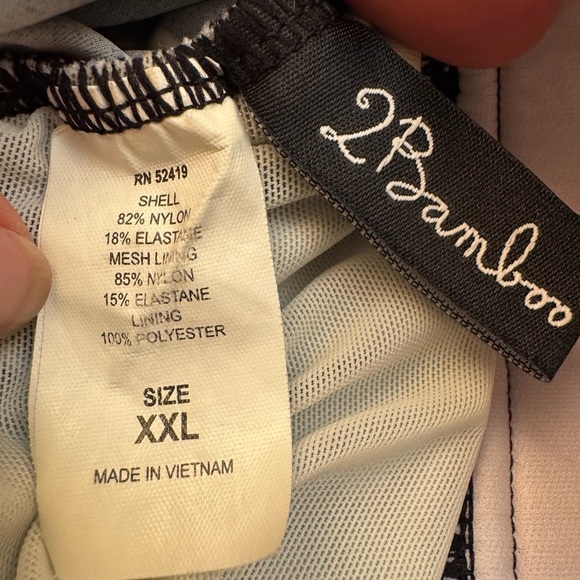 RN 52419
SHELL
82% NYLON
18% ELASTANE
MESH LINING
85% NYLON
15% ELASTANE
LINING
100% POLYESTER
SIZE
XXL
MADE IN VIETNAM
2Bamboo